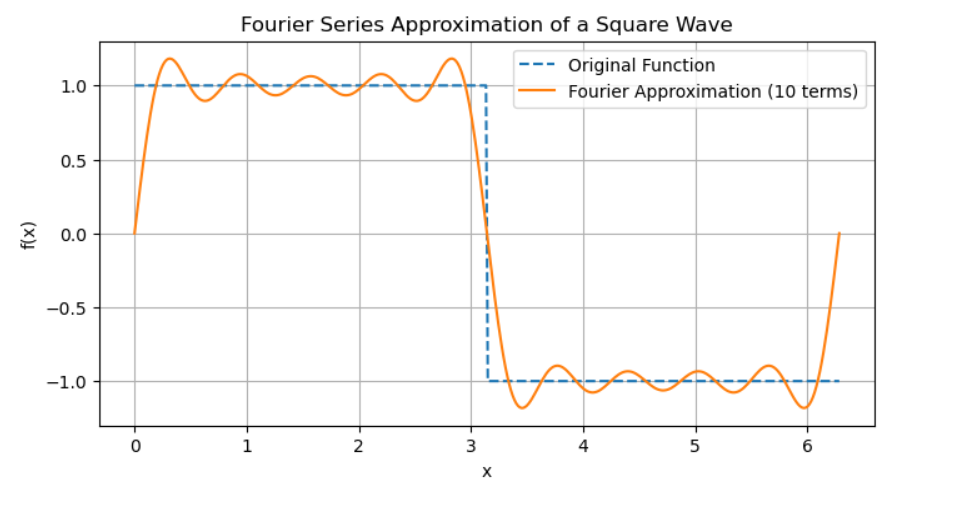 Fourier Series Approximation of a Square Wave
Original Function
Fourier Approximation (10 terms)
1.0
0.5
0.0
−0.5
−1.0
f(x)
0 1 2 3 4 5 6
x